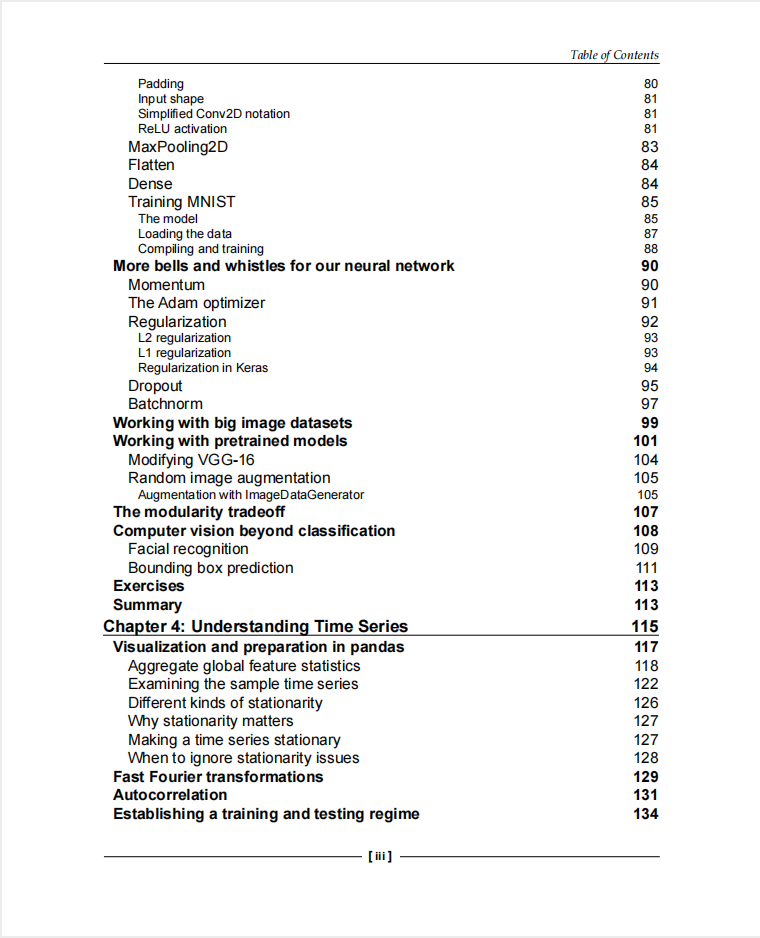 Table of Contents
Padding 80
Input shape 81
Simplified Conv2D notation 81
ReLU activation 81
MaxPooling2D 83
Flatten 84
Dense 84
Training MNIST 85
The model 85
Loading the data 87
Compiling and training 88
More bells and whistles for our neural network 90
Momentum 90
The Adam optimizer 91
Regularization 92
L2 regularization 93
L1 regularization 93
Regularization in Keras 94
Dropout 95
Batchnorm 97
Working with big image datasets 99
Working with pretrained models 101
Modifying VGG-16 104
Random image augmentation 105
Augmentation with ImageDataGenerator 105
The modularity tradeoff 107
Computer vision beyond classification 108
Facial recognition 109
Bounding box prediction 111
Exercises 113
Summary 113
Chapter 4: Understanding Time Series 115
Visualization and preparation in pandas 117
Aggregate global feature statistics 118
Examining the sample time series 122
Different kinds of stationarity 126
Why stationarity matters 127
Making a time series stationary 127
When to ignore stationarity issues 128
Fast Fourier transformations 129
Autocorrelation 131
Establishing a training and testing regime 134
[ iii ]